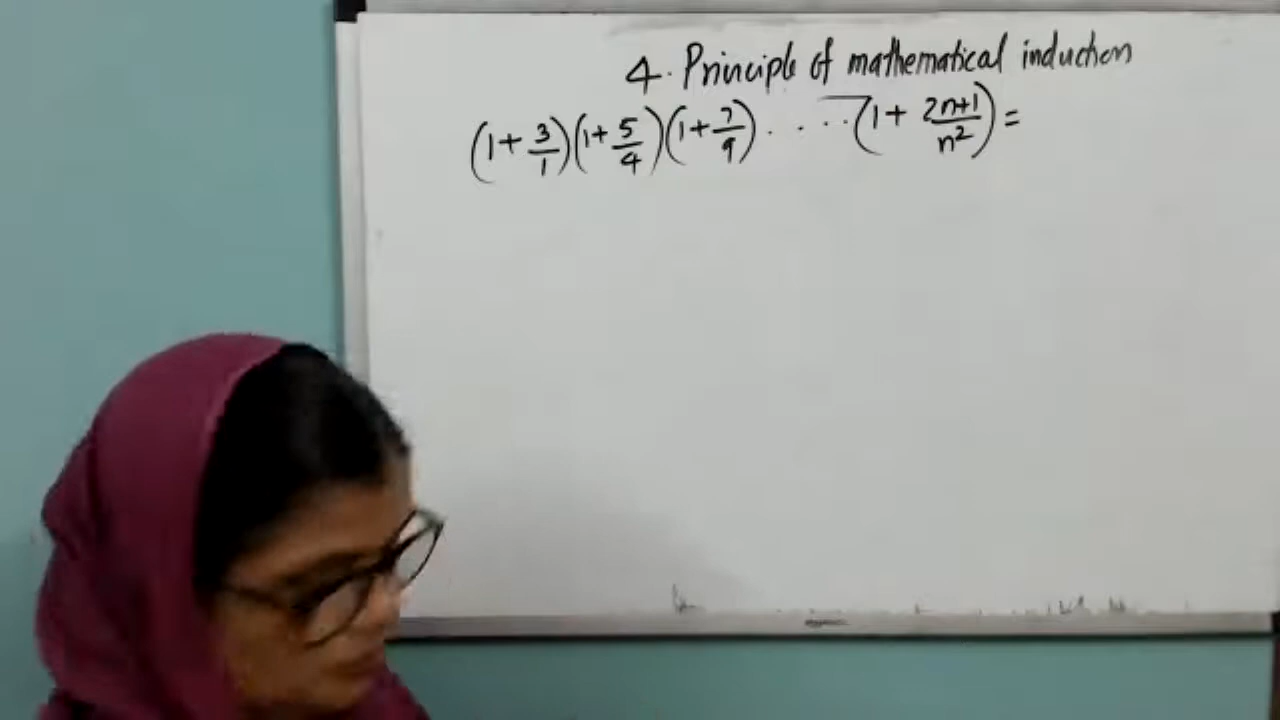 4. Principle of mathematical induction
(1+ 3/1)(1+ 5/4)(1+ 7/9) . . . . (1+ 2n+1/n²) =